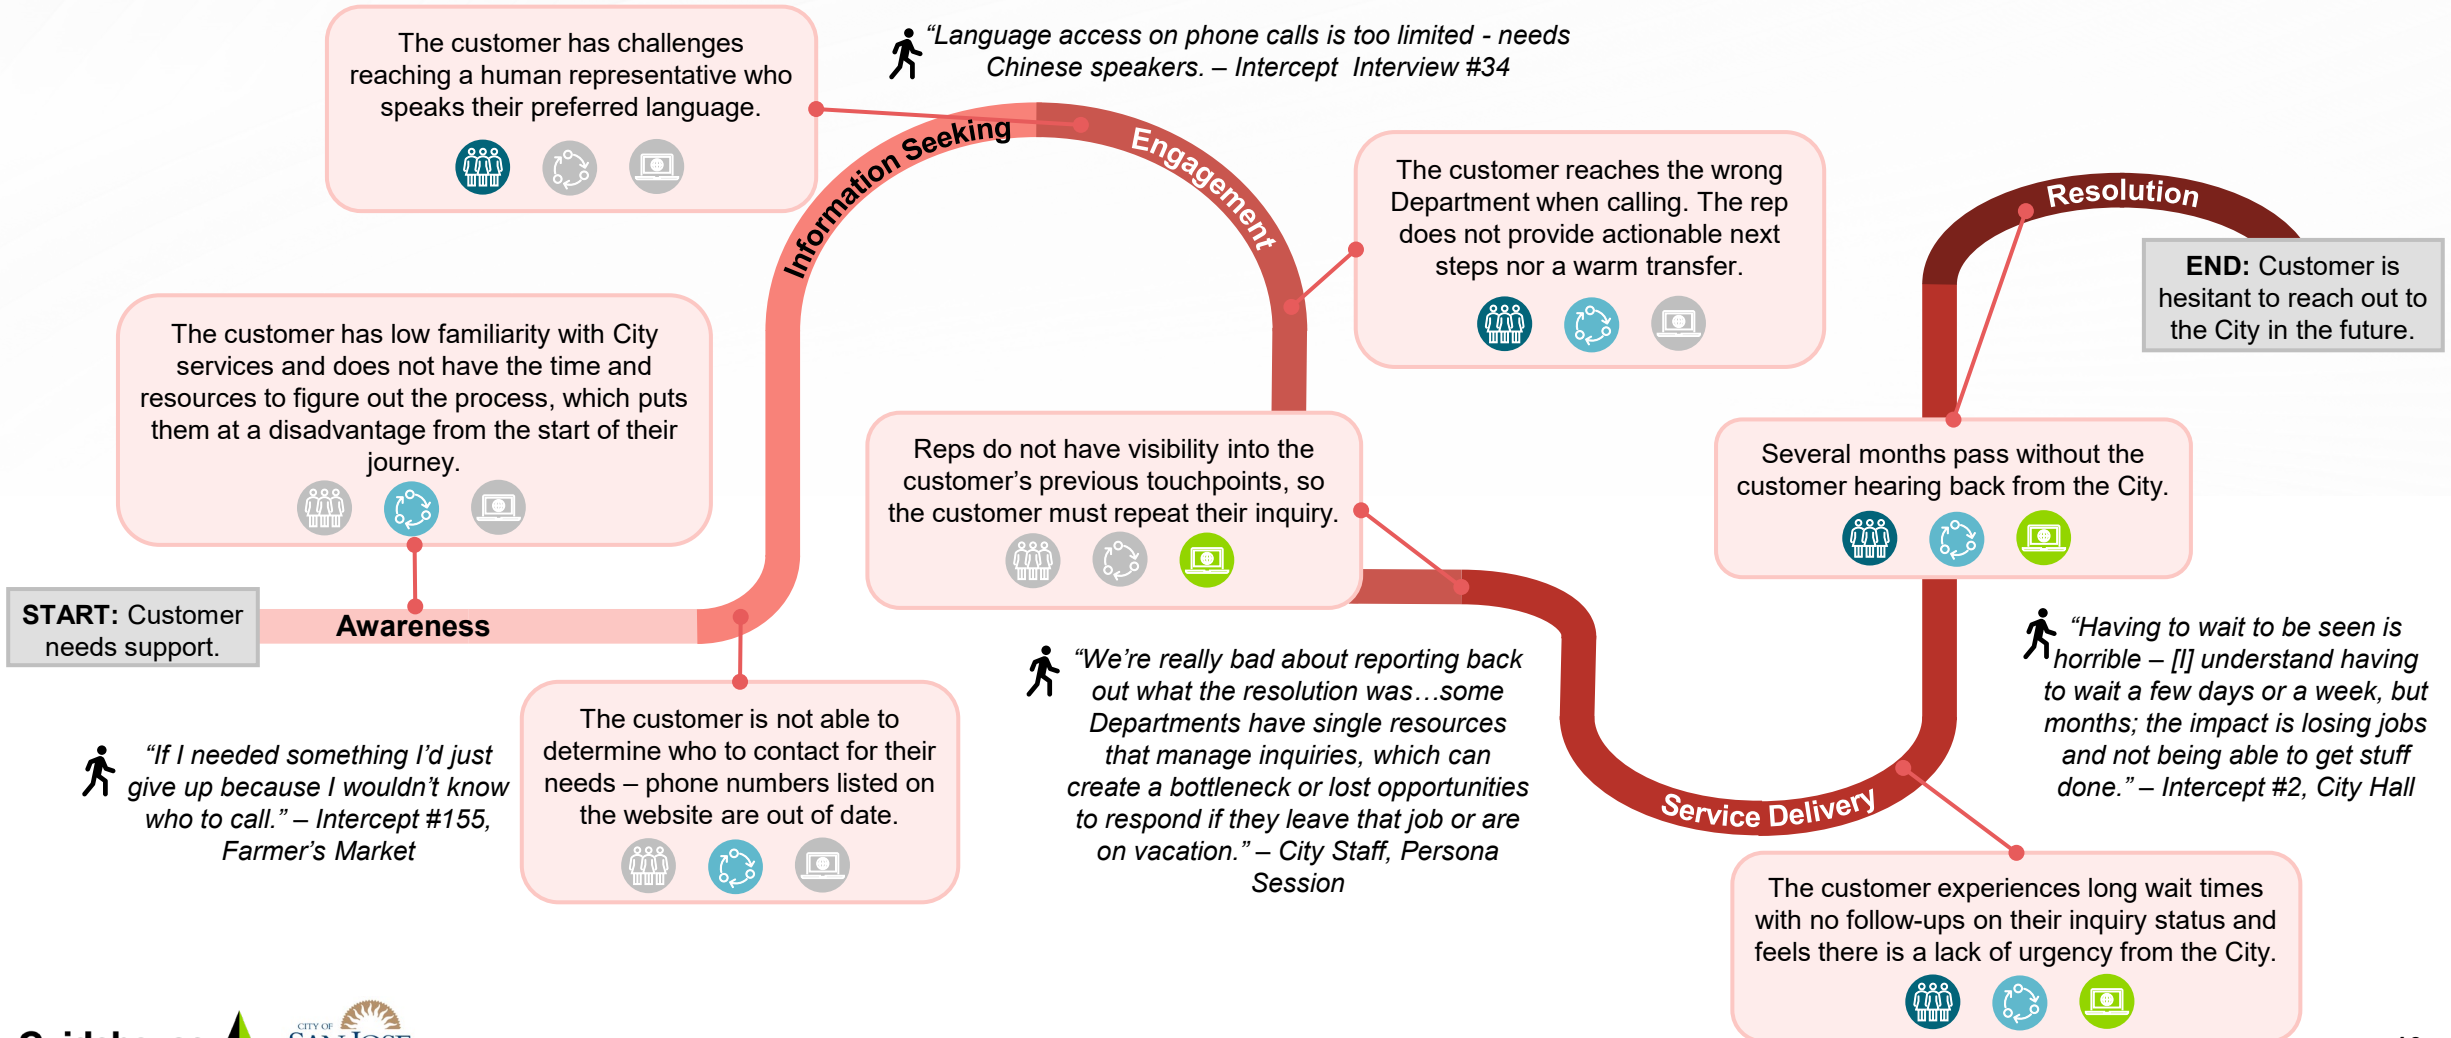 The customer has challenges
reaching a human representative who
speaks their preferred language.
“Language access on phone calls is too limited - needs
Chinese speakers. – Intercept Interview #34
Information Seeking
Engagement
The customer reaches the wrong
Department when calling. The rep
does not provide actionable next
steps nor a warm transfer.
Resolution
END: Customer is
hesitant to reach out to
the City in the future.
The customer has low familiarity with City
services and does not have the time and
resources to figure out the process, which puts
them at a disadvantage from the start of their
journey.
Reps do not have visibility into the
customer’s previous touchpoints, so
the customer must repeat their inquiry.
Several months pass without the
customer hearing back from the City.
START: Customer
needs support.
Awareness
“If I needed something I’d just
give up because I wouldn’t know
who to call.” – Intercept #155,
Farmer’s Market
The customer is not able to
determine who to contact for their
needs – phone numbers listed on
the website are out of date.
“We’re really bad about reporting back
out what the resolution was…some
Departments have single resources
that manage inquiries, which can
create a bottleneck or lost opportunities
to respond if they leave that job or are
on vacation.” – City Staff, Persona
Session
“Having to wait to be seen is
horrible – [I] understand having
to wait a few days or a week, but
months; the impact is losing jobs
and not being able to get stuff
done.” – Intercept #2, City Hall
Service Delivery
The customer experiences long wait times
with no follow-ups on their inquiry status and
feels there is a lack of urgency from the City.
Guidehouse
CITY OF
SAN JOSE